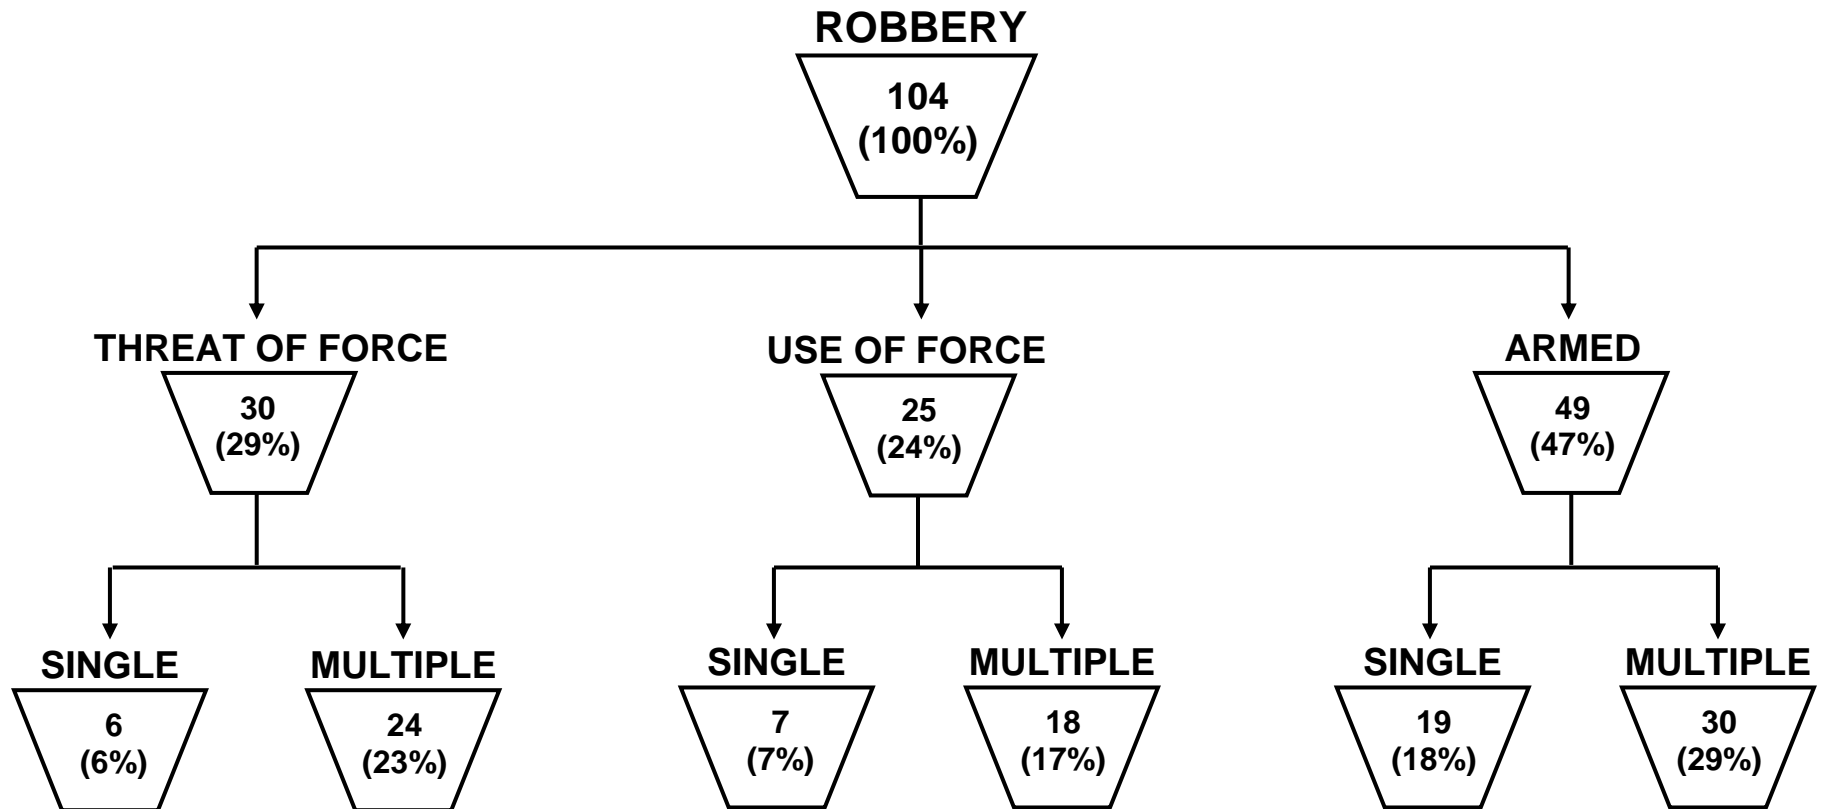 ROBBERY
104
(100%)
THREAT OF FORCE
30
(29%)
USE OF FORCE
25
(24%)
ARMED
49
(47%)
SINGLE
6
(6%)
MULTIPLE
24
(23%)
SINGLE
7
(7%)
MULTIPLE
18
(17%)
SINGLE
19
(18%)
MULTIPLE
30
(29%)